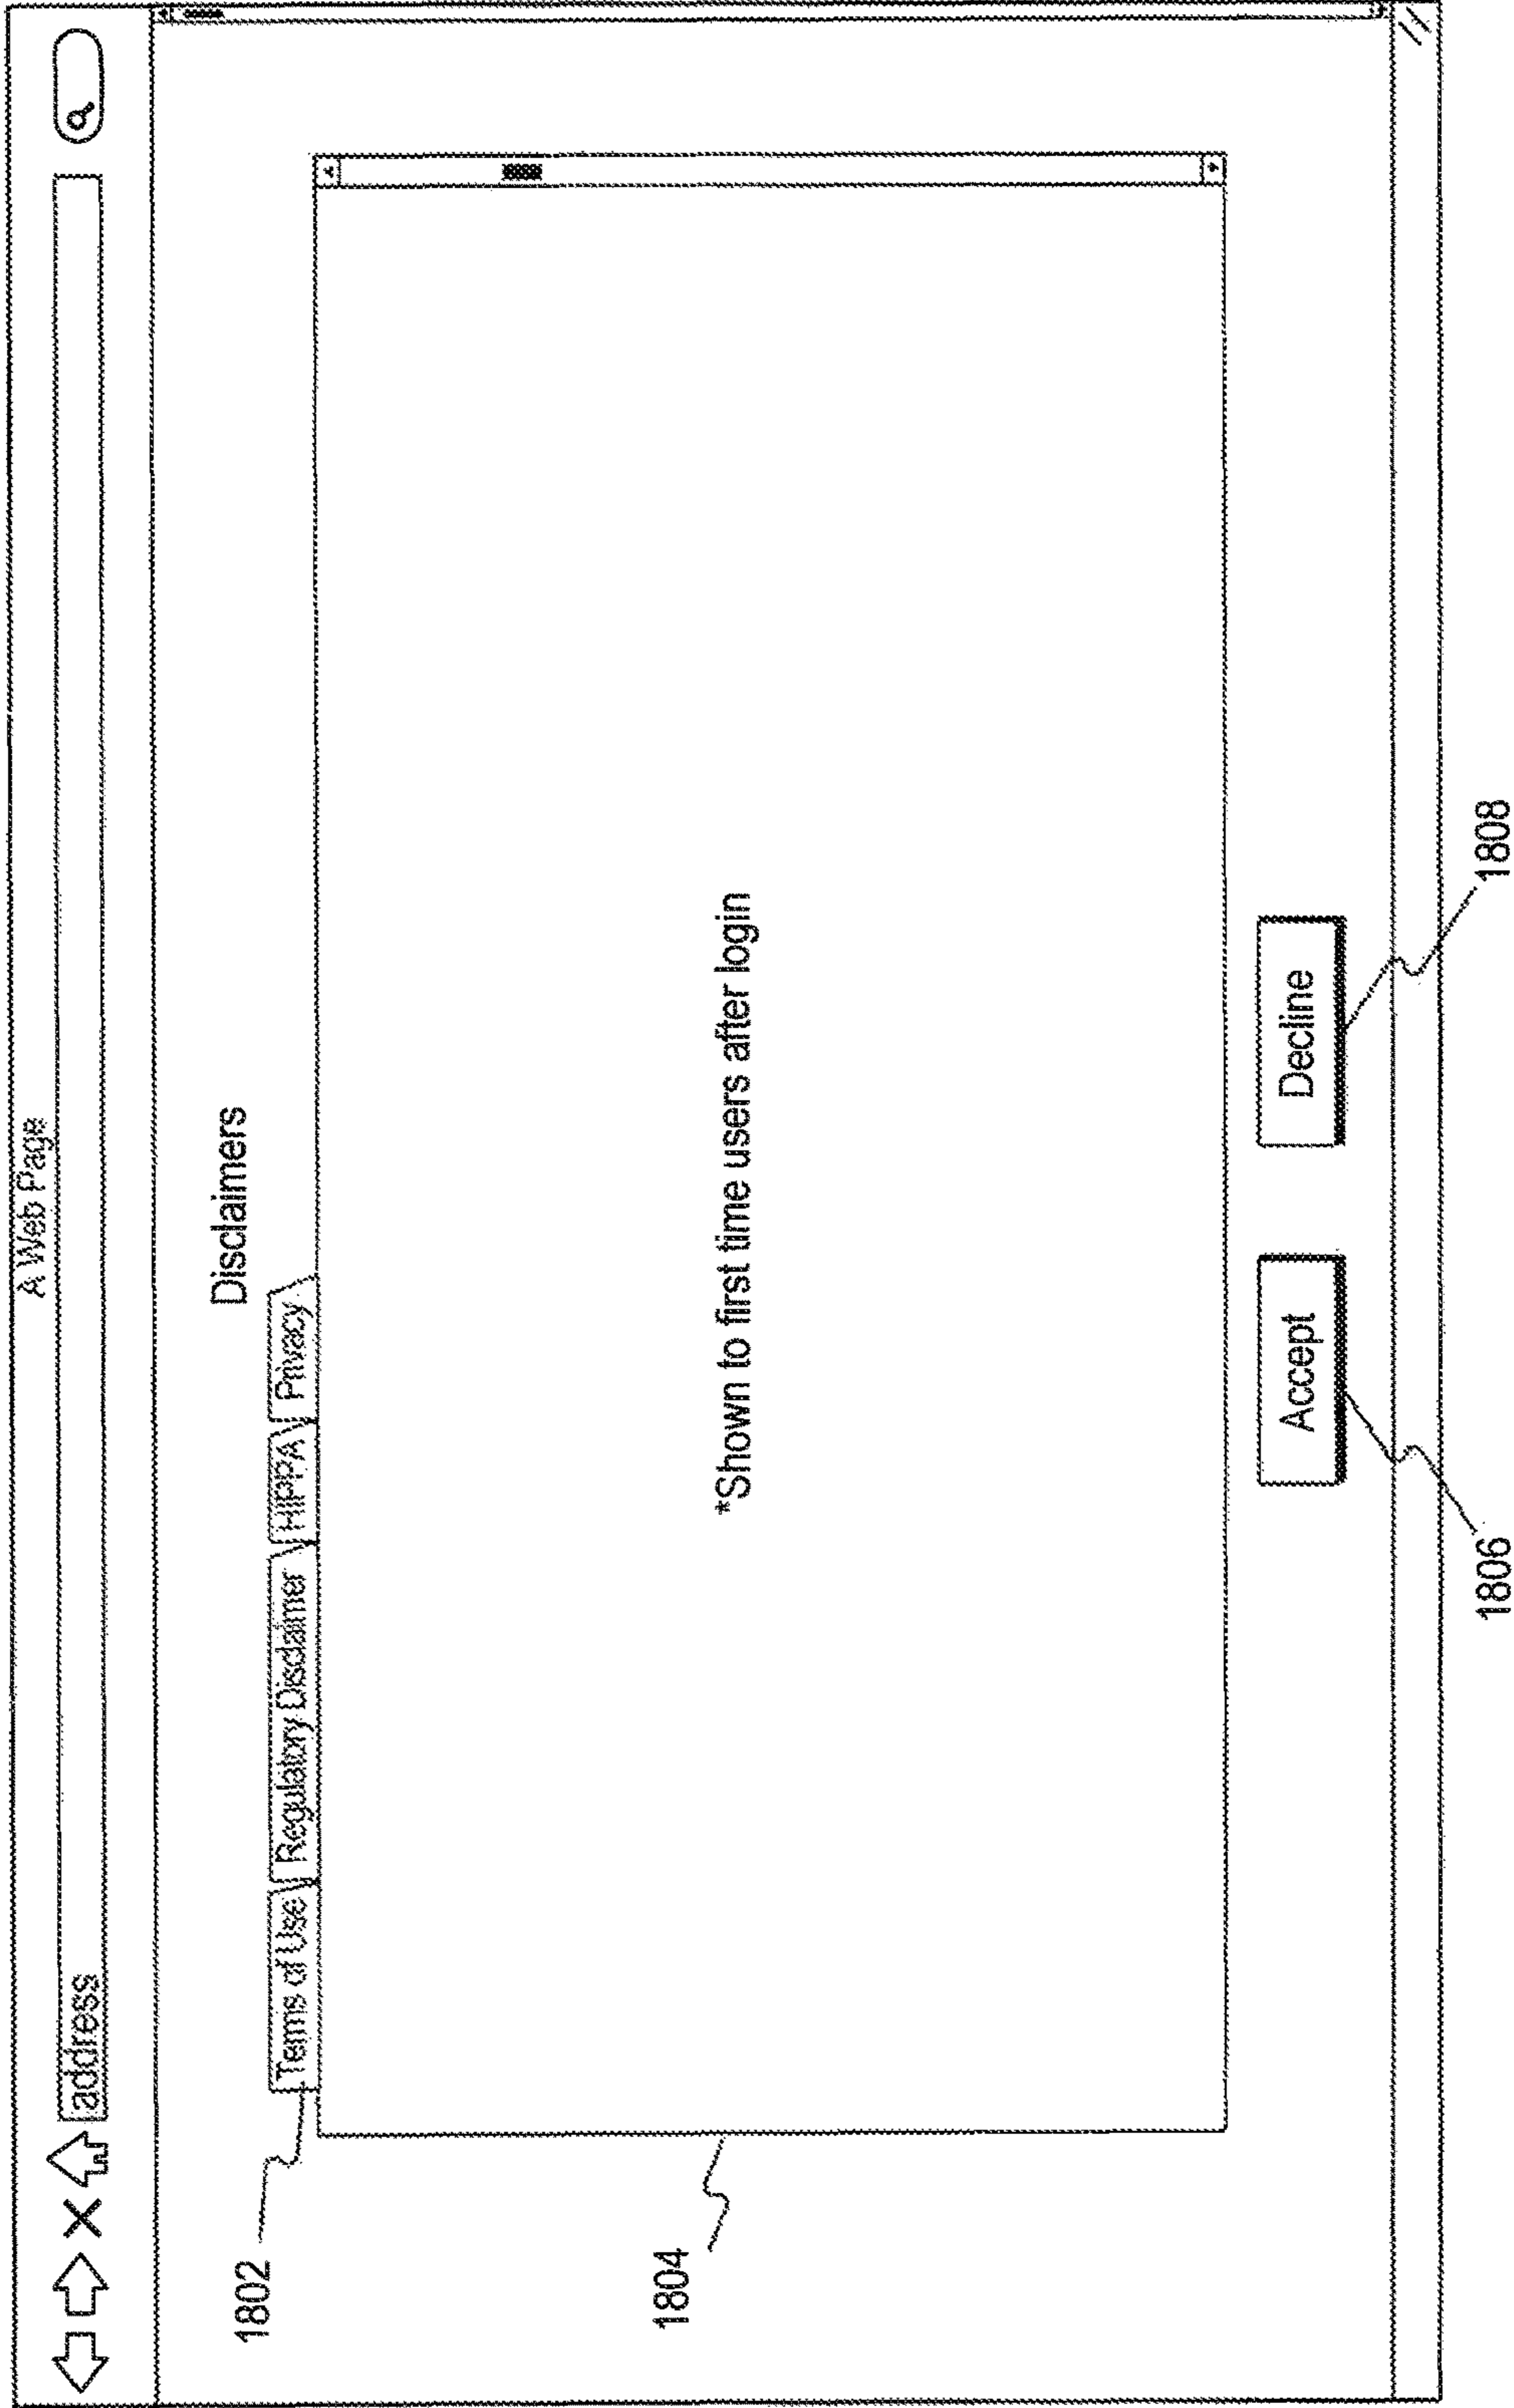 A Web Page
address
Disclaimers
1802
Terms of Use Regulatory Disclaimer HIPPA Privacy
1804
*Shown to first time users after login
Accept Decline
1806 1808